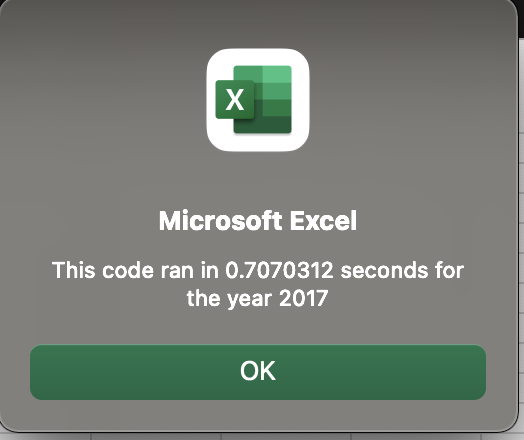 X
Microsoft Excel
This code ran in 0.7070312 seconds for
the year 2017
OK